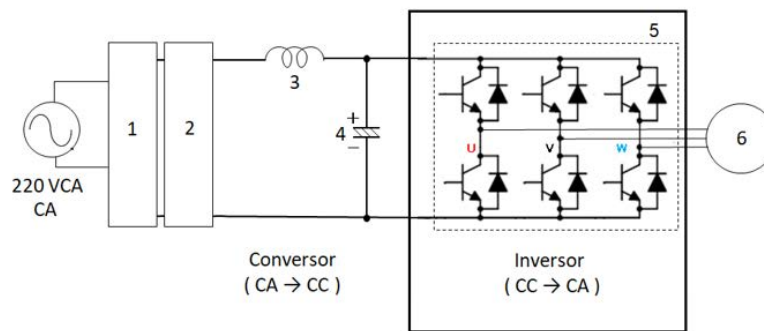 5
1
2
3
+
4
−
U
V
W
6
220 VCA
CA
Conversor
( CA → CC )
Inversor
( CC → CA )